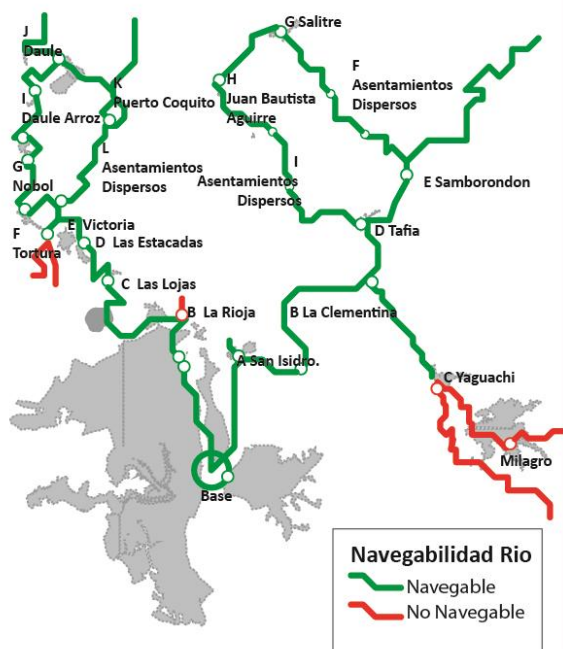 J
Daule
K
Puerto Coquito
I
Daule Arroz
L
Asentamientos
Dispersos
G
Nobol
F
Tortura
E Victoria
D Las Estacadas
C Las Lojas
B La Rioja
G Salitre
F
Asentamientos
Dispersos
H
Juan Bautista
Aguirre
I
Asentamientos
Dispersos
E Samborondon
D Tafia
B La Clementina
A San Isidro.
C Yaguachi
Milagro
Base
Navegabilidad Rio
Navegable
No Navegable